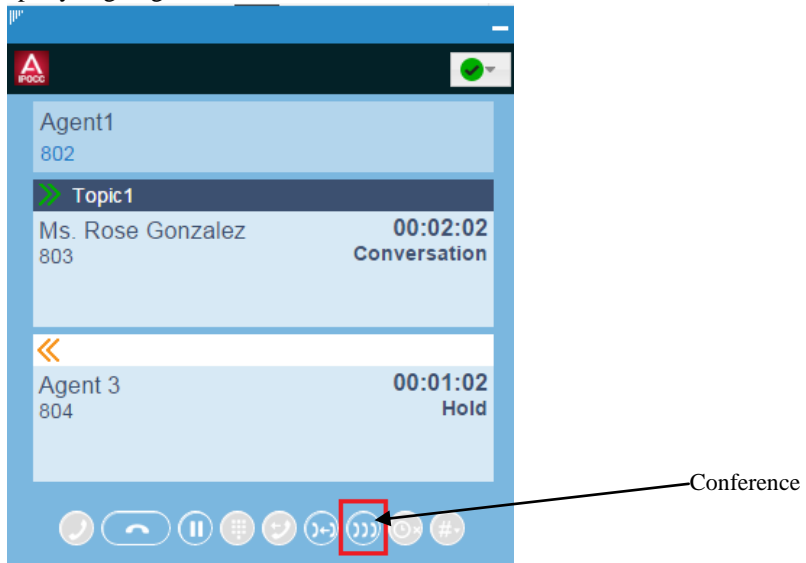 A
IPOCC
Agent1
802
Topic1
Ms. Rose Gonzalez 00:02:02
803 Conversation
Agent 3 00:01:02
804 Hold
Conference
#